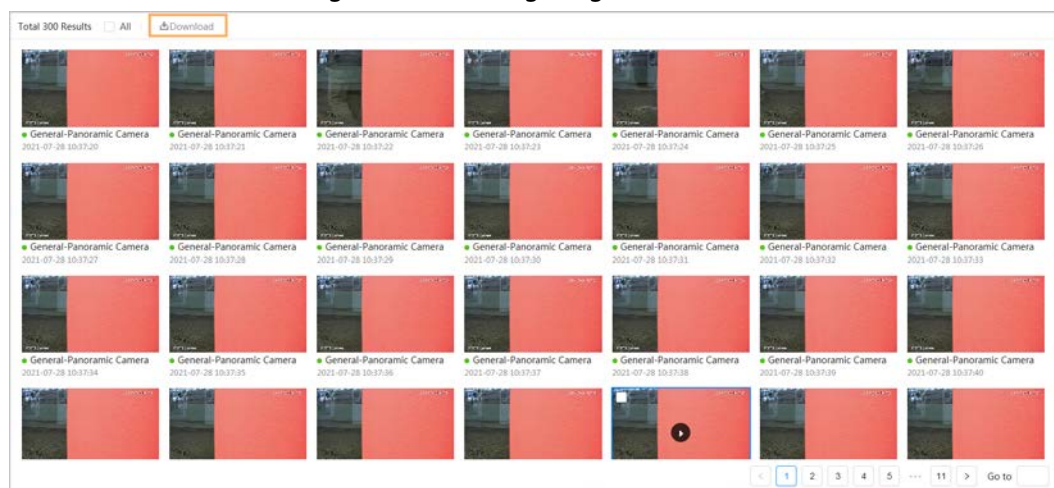 Total 300 Results All Download
General-Panoramic Camera General-Panoramic Camera General-Panoramic Camera General-Panoramic Camera General-Panoramic Camera General-Panoramic Camera General-Panoramic Camera
2021-07-28 10:37:20 2021-07-28 10:37:21 2021-07-28 10:37:22 2021-07-28 10:37:23 2021-07-28 10:37:24 2021-07-28 10:37:25 2021-07-28 10:37:26
General-Panoramic Camera General-Panoramic Camera General-Panoramic Camera General-Panoramic Camera General-Panoramic Camera General-Panoramic Camera General-Panoramic Camera
2021-07-28 10:37:27 2021-07-28 10:37:28 2021-07-28 10:37:29 2021-07-28 10:37:30 2021-07-28 10:37:31 2021-07-28 10:37:32 2021-07-28 10:37:33
General-Panoramic Camera General-Panoramic Camera General-Panoramic Camera General-Panoramic Camera General-Panoramic Camera General-Panoramic Camera General-Panoramic Camera
2021-07-28 10:37:34 2021-07-28 10:37:35 2021-07-28 10:37:36 2021-07-28 10:37:37 2021-07-28 10:37:38 2021-07-28 10:37:39 2021-07-28 10:37:40
< 1 2 3 4 5 ... 11 > Go to